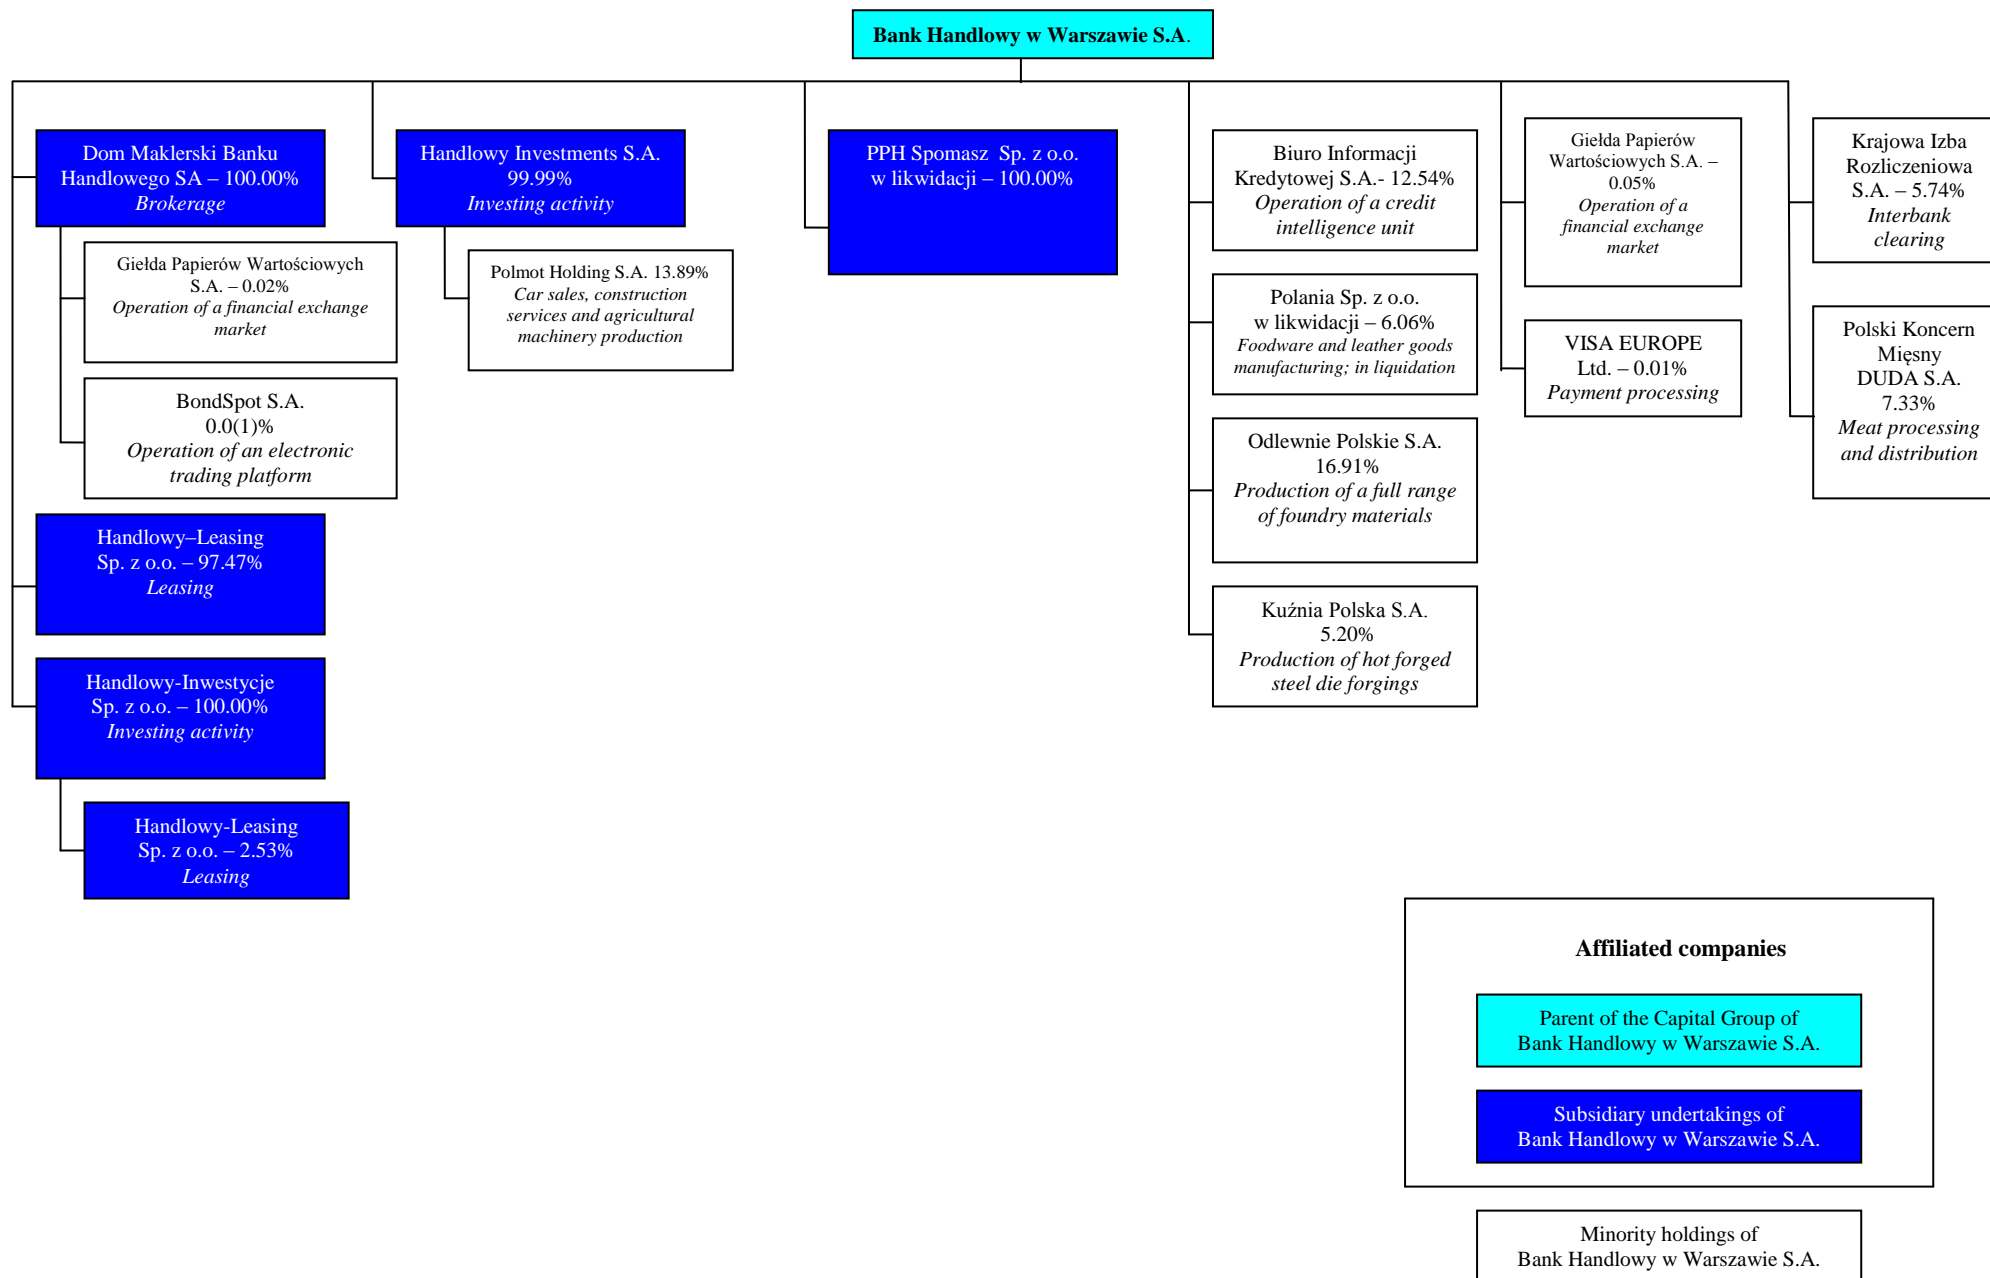 Bank Handlowy w Warszawie S.A.
Dom Maklerski Banku
Handlowego SA – 100.00%
Brokerage
Giełda Papierów Wartościowych
S.A. – 0.02%
Operation of a financial exchange
market
BondSpot S.A.
0.0(1)%
Operation of an electronic
trading platform
Handlowy–Leasing
Sp. z o.o. – 97.47%
Leasing
Handlowy-Inwestycje
Sp. z o.o. – 100.00%
Investing activity
Handlowy-Leasing
Sp. z o.o. – 2.53%
Leasing
Handlowy Investments S.A.
99.99%
Investing activity
Polmot Holding S.A. 13.89%
Car sales, construction
services and agricultural
machinery production
PPH Spomasz Sp. z o.o.
w likwidacji – 100.00%
Biuro Informacji
Kredytowej S.A.- 12.54%
Operation of a credit
intelligence unit
Polania Sp. z o.o.
w likwidacji – 6.06%
Foodware and leather goods
manufacturing; in liquidation
Odlewnie Polskie S.A.
16.91%
Production of a full range
of foundry materials
Kuźnia Polska S.A.
5.20%
Production of hot forged
steel die forgings
Giełda Papierów
Wartościowych S.A. –
0.05%
Operation of a
financial exchange
market
VISA EUROPE
Ltd. – 0.01%
Payment processing
Krajowa Izba
Rozliczeniowa
S.A. – 5.74%
Interbank
clearing
Polski Koncern
Mięsny
DUDA S.A.
7.33%
Meat processing
and distribution
Affiliated companies
Parent of the Capital Group of
Bank Handlowy w Warszawie S.A.
Subsidiary undertakings of
Bank Handlowy w Warszawie S.A.
Minority holdings of
Bank Handlowy w Warszawie S.A.